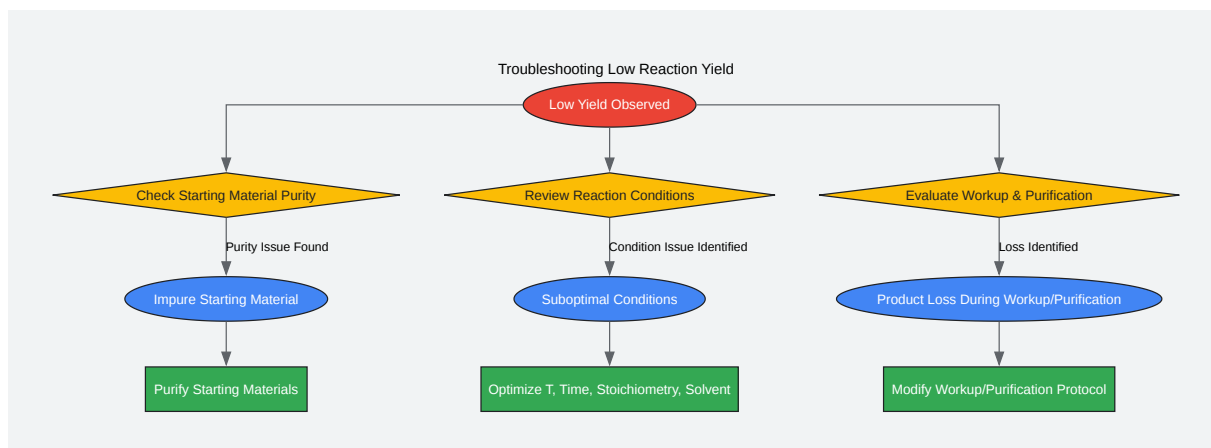 Troubleshooting Low Reaction Yield
Low Yield Observed
Check Starting Material Purity
Review Reaction Conditions
Evaluate Workup & Purification
Purity Issue Found
Condition Issue Identified
Loss Identified
Impure Starting Material
Suboptimal Conditions
Product Loss During Workup/Purification
Purify Starting Materials
Optimize T, Time, Stoichiometry, Solvent
Modify Workup/Purification Protocol